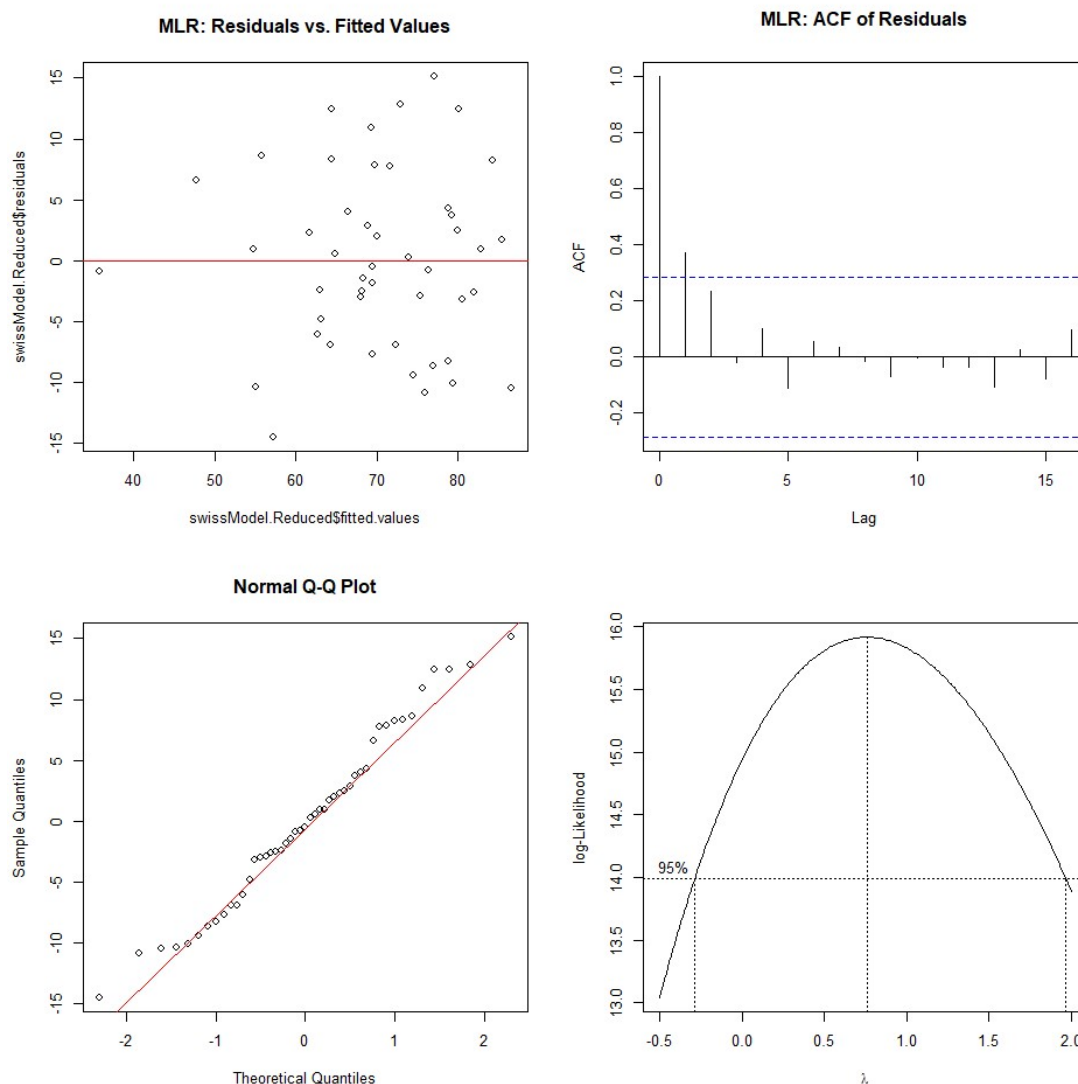 MLR: Residuals vs. Fitted Values
swissModel.Reduced$residuals
15
10
5
0
-5
-10
-15
40 50 60 70 80
swissModel.Reduced$fitted.values
MLR: ACF of Residuals
ACF
1.0
0.8
0.6
0.4
0.2
0.0
-0.2
0 5 10 15
Lag
Normal Q-Q Plot
Sample Quantiles
15
10
5
0
-5
-10
-15
-2 -1 0 1 2
Theoretical Quantiles
log-Likelihood
16.0
15.5
15.0
14.5
14.0
13.5
13.0
95%
-0.5 0.0 0.5 1.0 1.5 2.0
λ